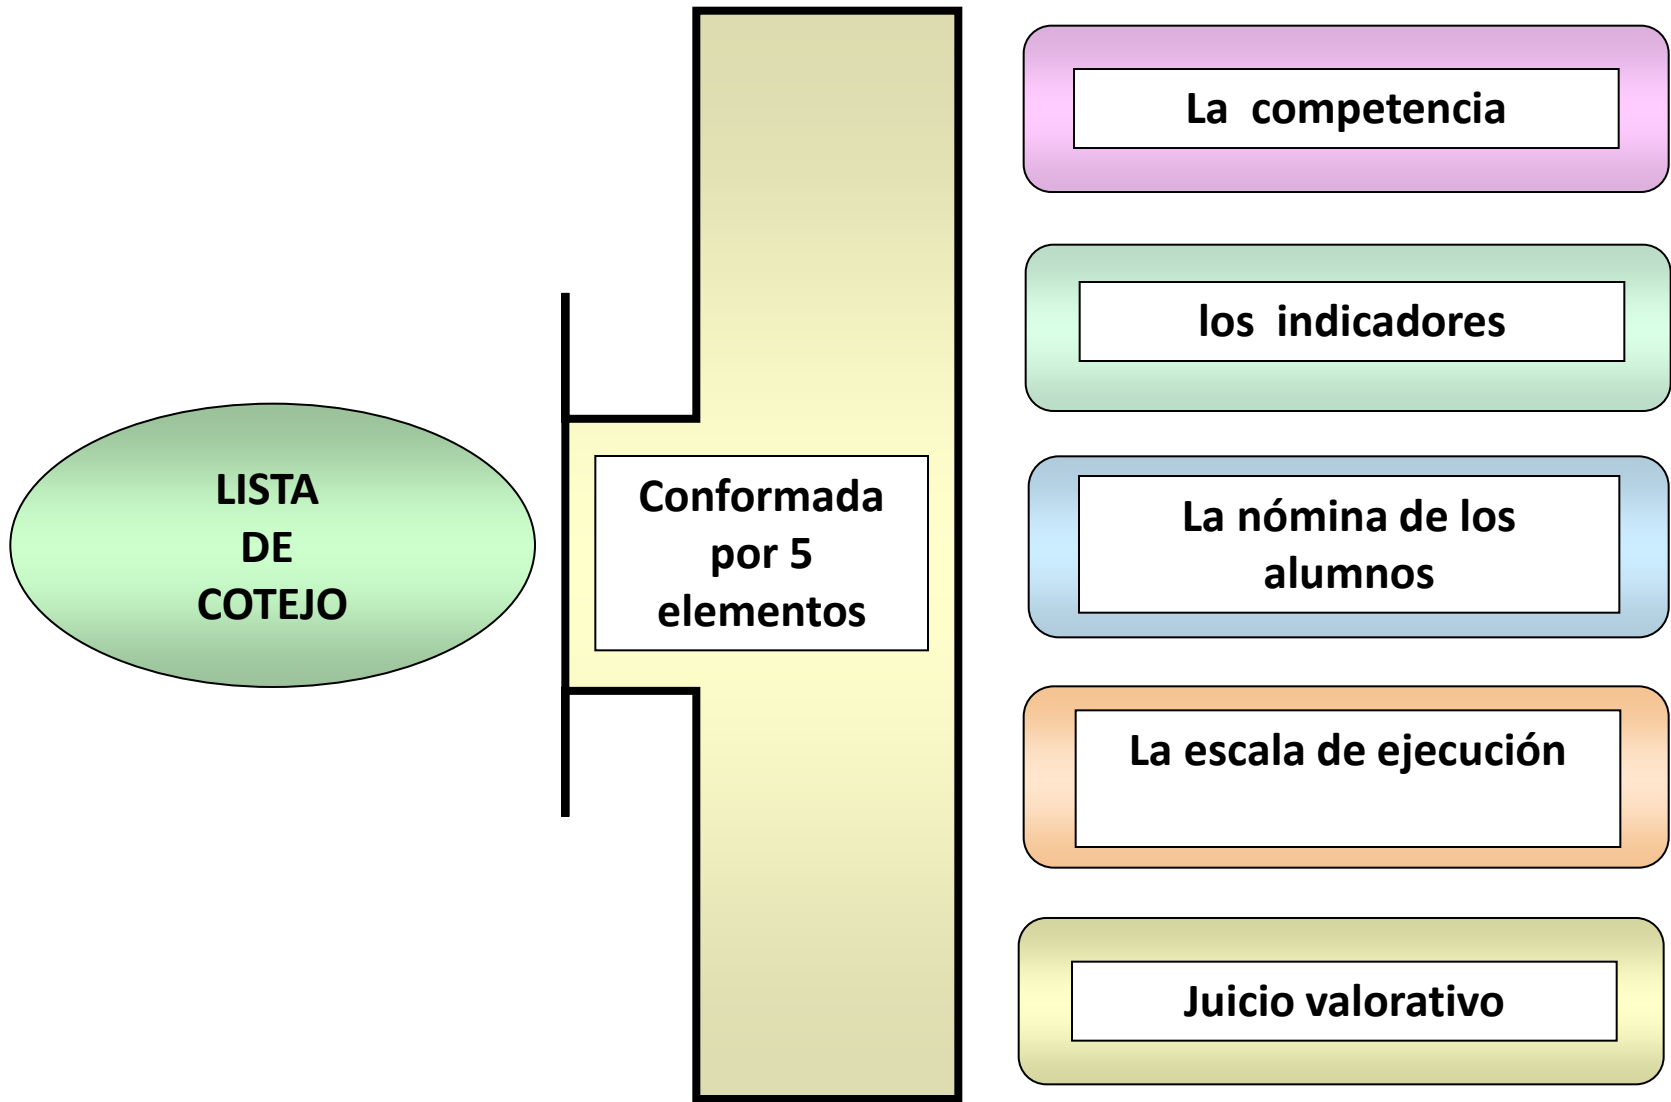 LISTA
DE
COTEJO
Conformada
por 5
elementos
La competencia
los indicadores
La nómina de los
alumnos
La escala de ejecución
Juicio valorativo